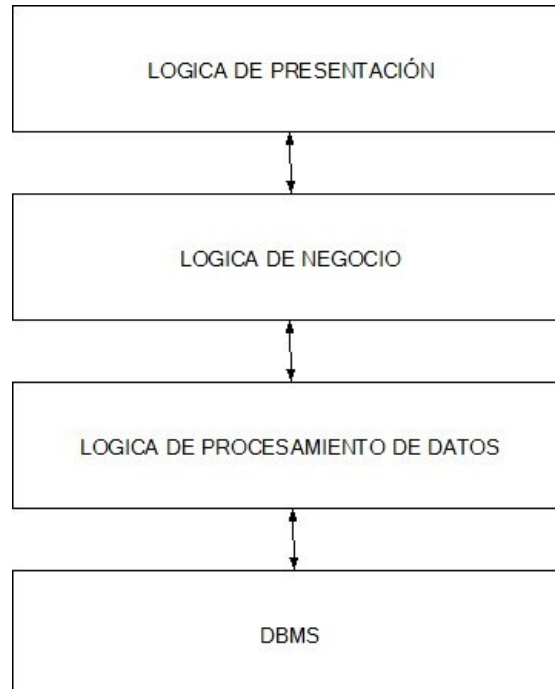 LOGICA DE PRESENTACIÓN
LOGICA DE NEGOCIO
LOGICA DE PROCESAMIENTO DE DATOS
DBMS